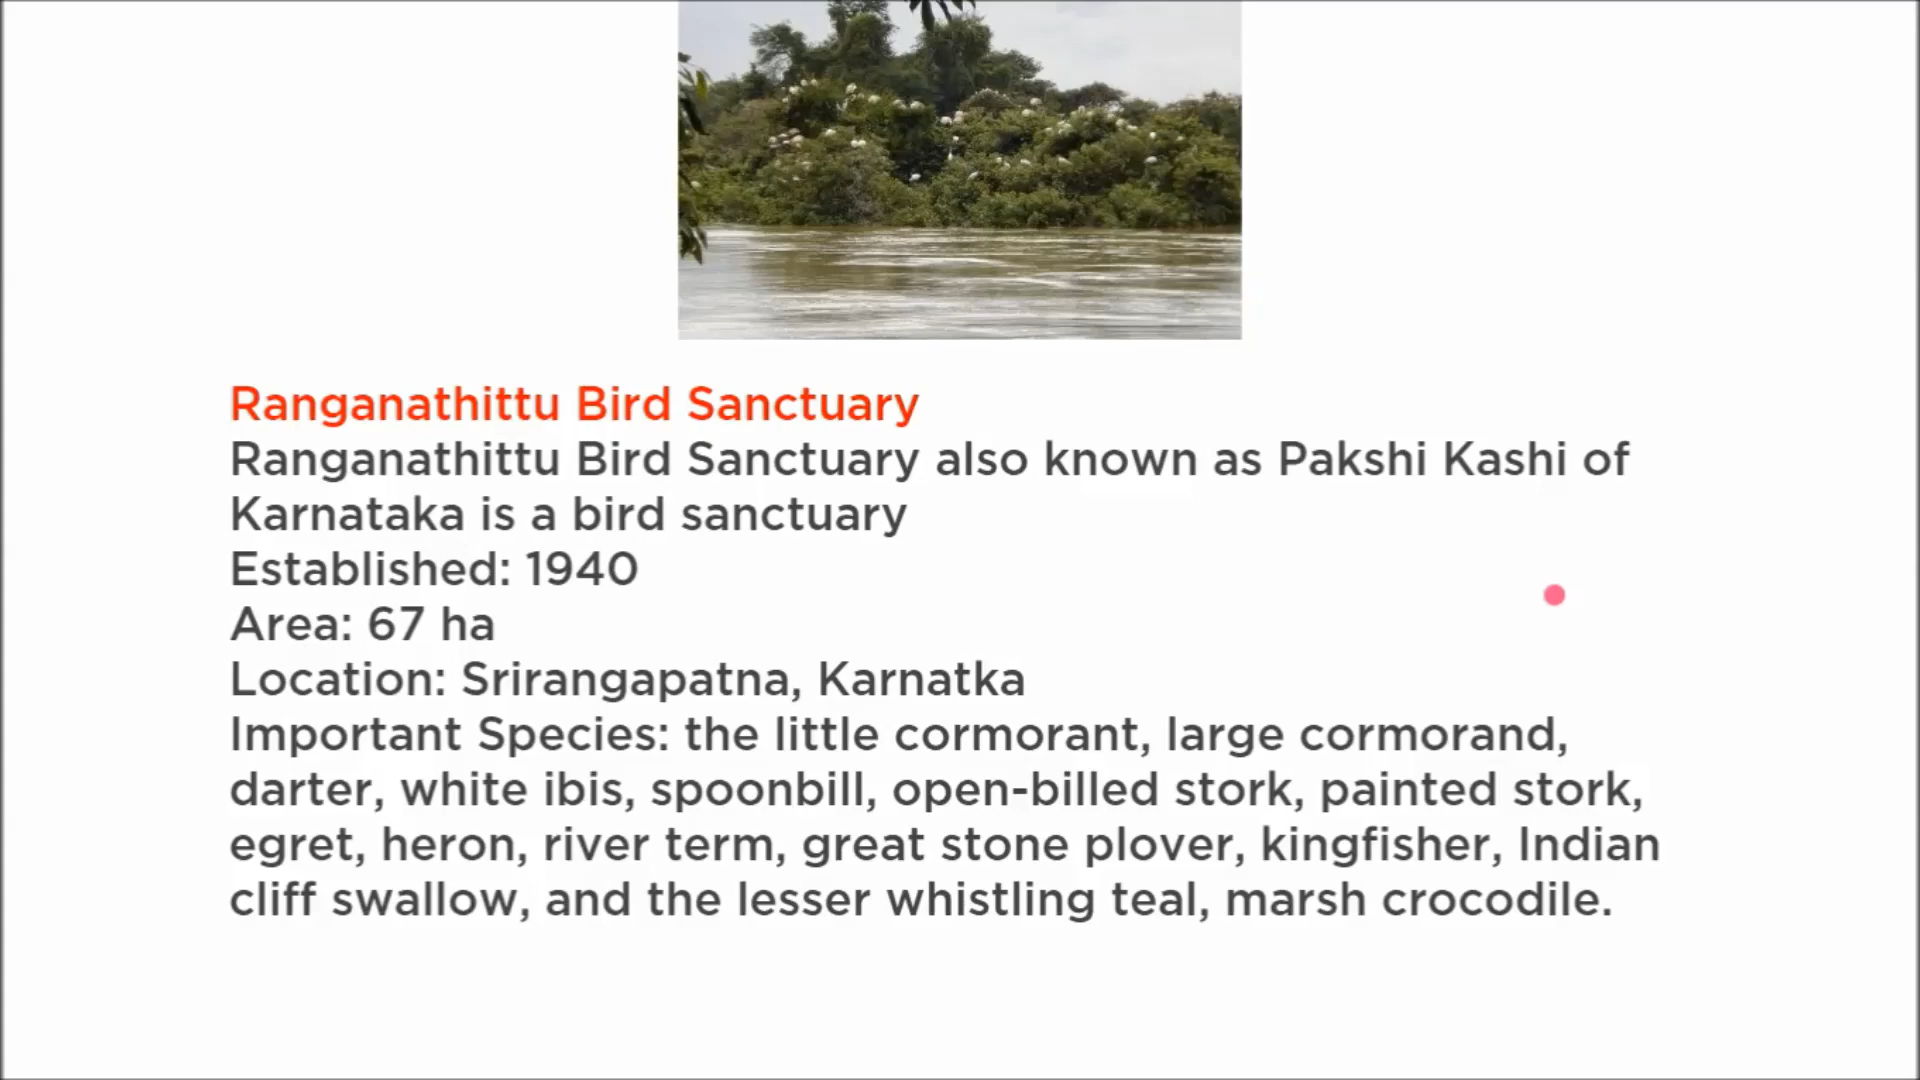 Ranganathittu Bird Sanctuary
Ranganathittu Bird Sanctuary also known as Pakshi Kashi of
Karnataka is a bird sanctuary
Established: 1940
Area: 67 ha
Location: Srirangapatna, Karnatka
Important Species: the little cormorant, large cormorand,
darter, white ibis, spoonbill, open-billed stork, painted stork,
egret, heron, river term, great stone plover, kingfisher, Indian
cliff swallow, and the lesser whistling teal, marsh crocodile.